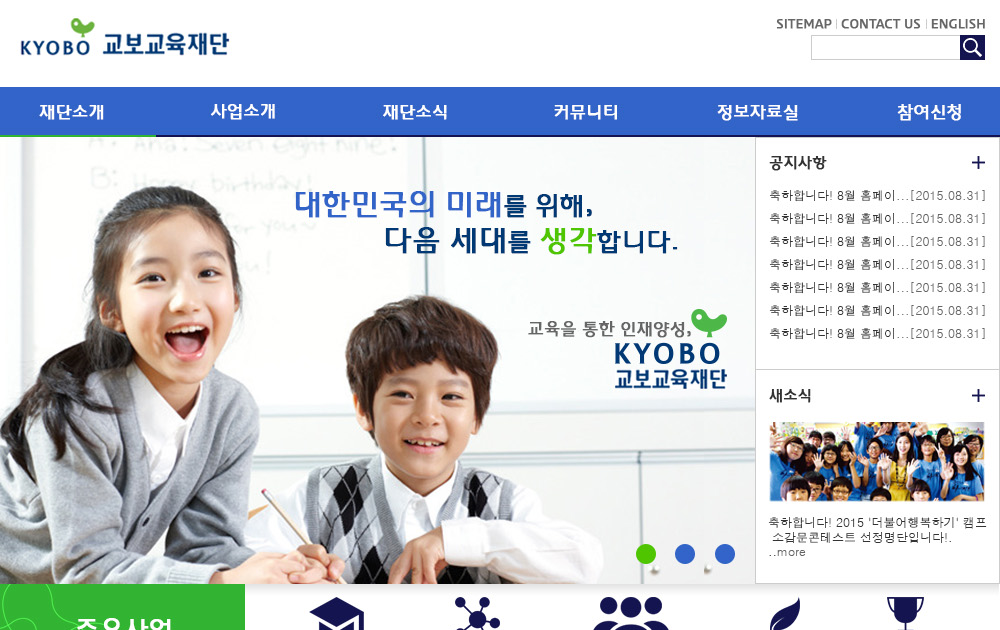 KYOBO 교보교육재단
SITEMAP | CONTACT US | ENGLISH
재단소개 사업소개 재단소식 커뮤니티 정보자료실 참여신청
대한민국의 미래를 위해,
다음 세대를 생각합니다.
교육을 통한 인재양성,
KYOBO
교보교육재단
공지사항 +
축하합니다! 8월 홈페이...[2015.08.31]
축하합니다! 8월 홈페이...[2015.08.31]
축하합니다! 8월 홈페이...[2015.08.31]
축하합니다! 8월 홈페이...[2015.08.31]
축하합니다! 8월 홈페이...[2015.08.31]
축하합니다! 8월 홈페이...[2015.08.31]
축하합니다! 8월 홈페이...[2015.08.31]
새소식 +
축하합니다! 2015 '더불어행복하기' 캠프
소감문콘테스트 선정명단입니다!.
..more
주요사업